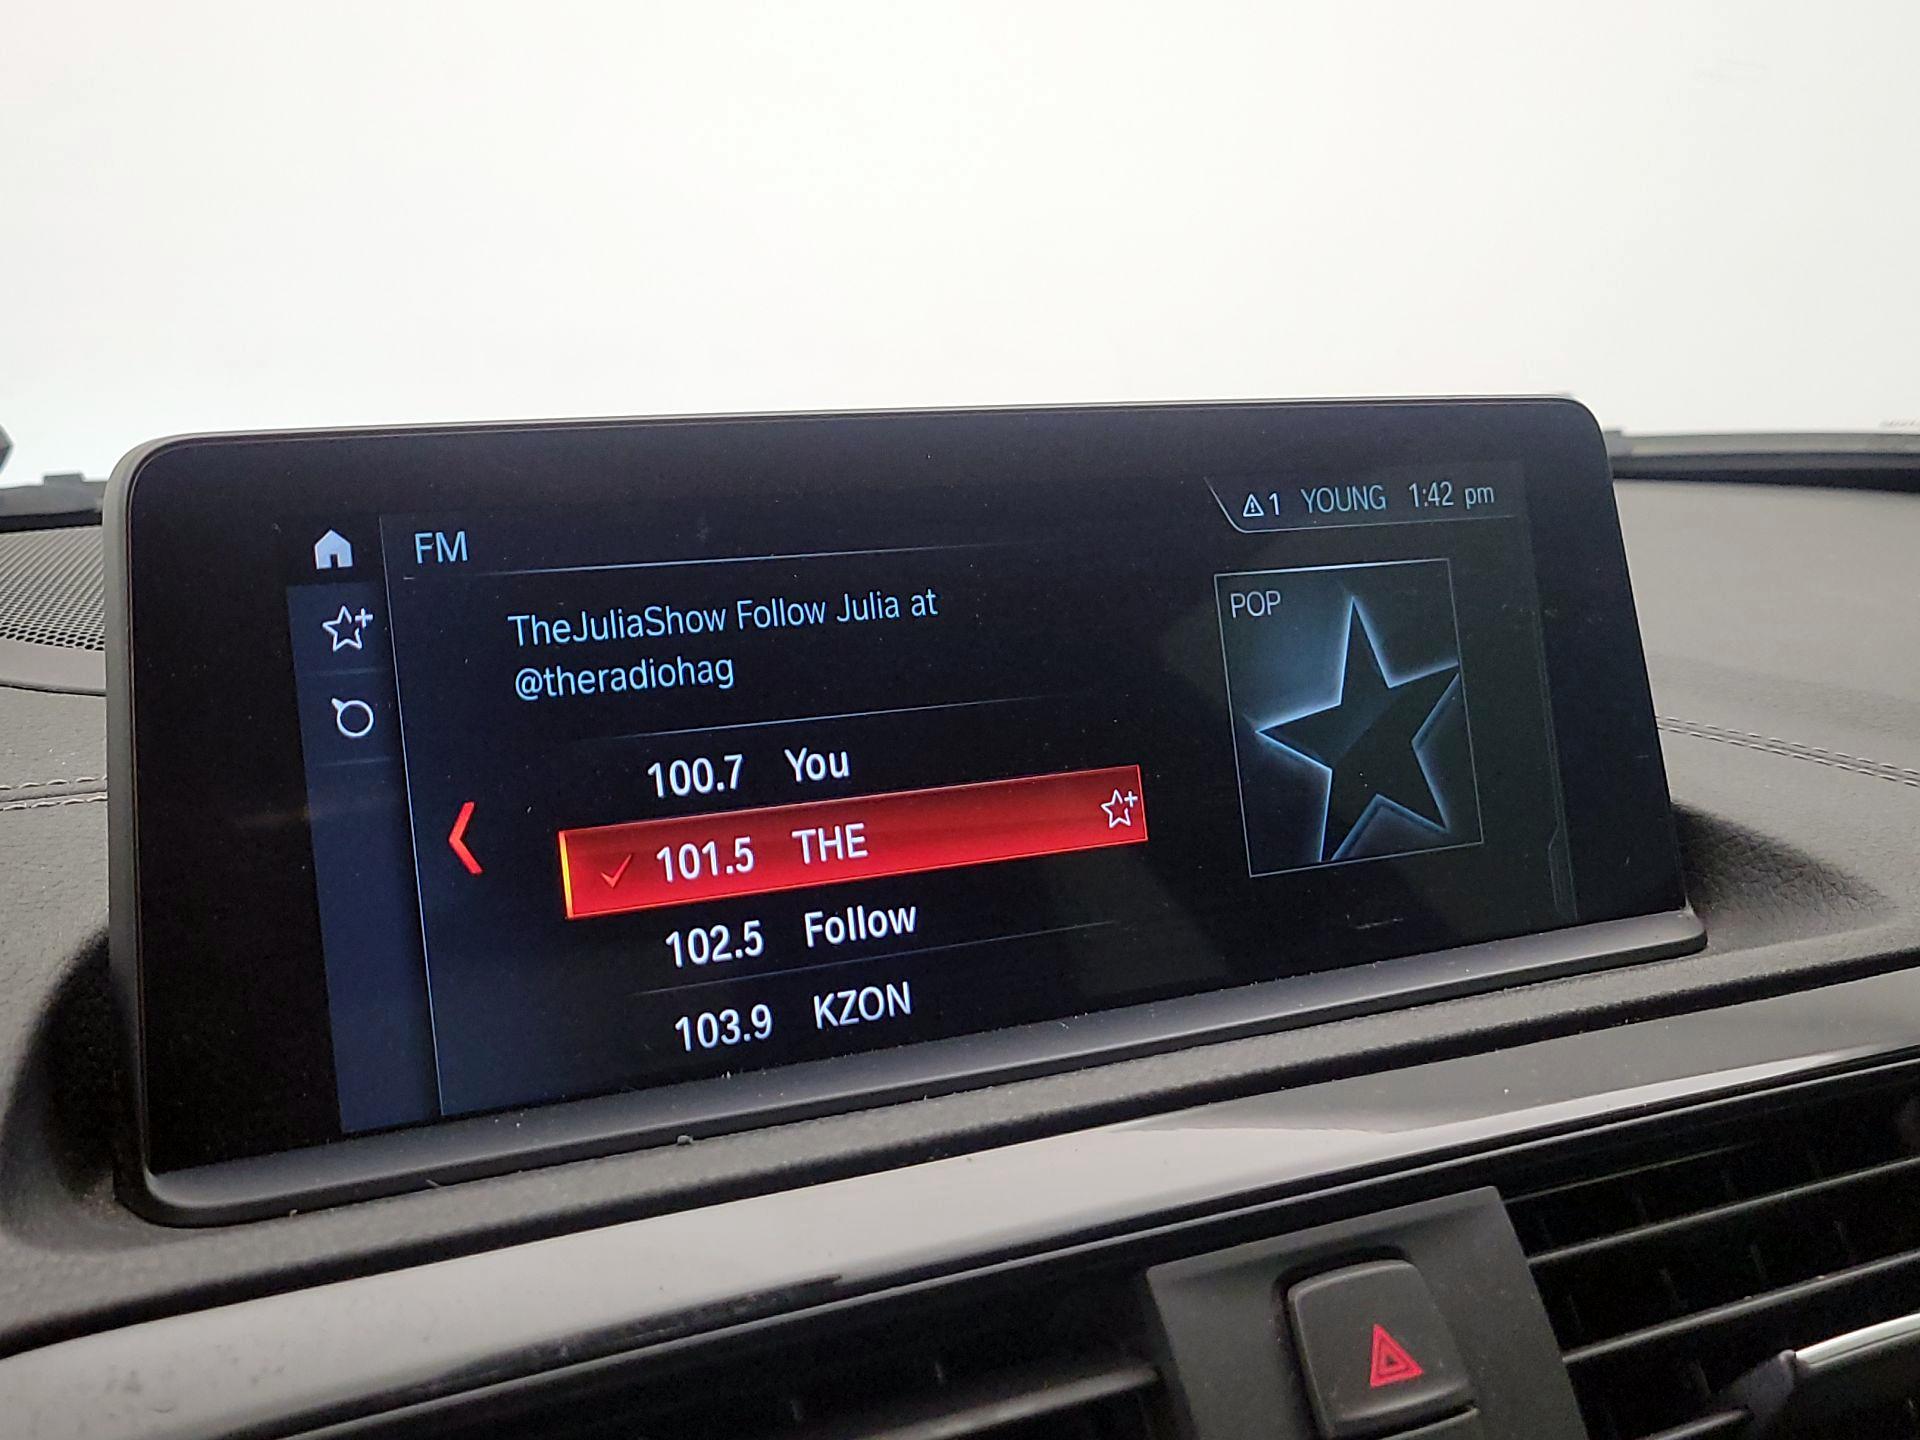 1 YOUNG 1:42 pm
FM
TheJuliaShow Follow Julia at
@theradiohag
POP
100.7 You
101.5 THE
102.5 Follow
103.9 KZON